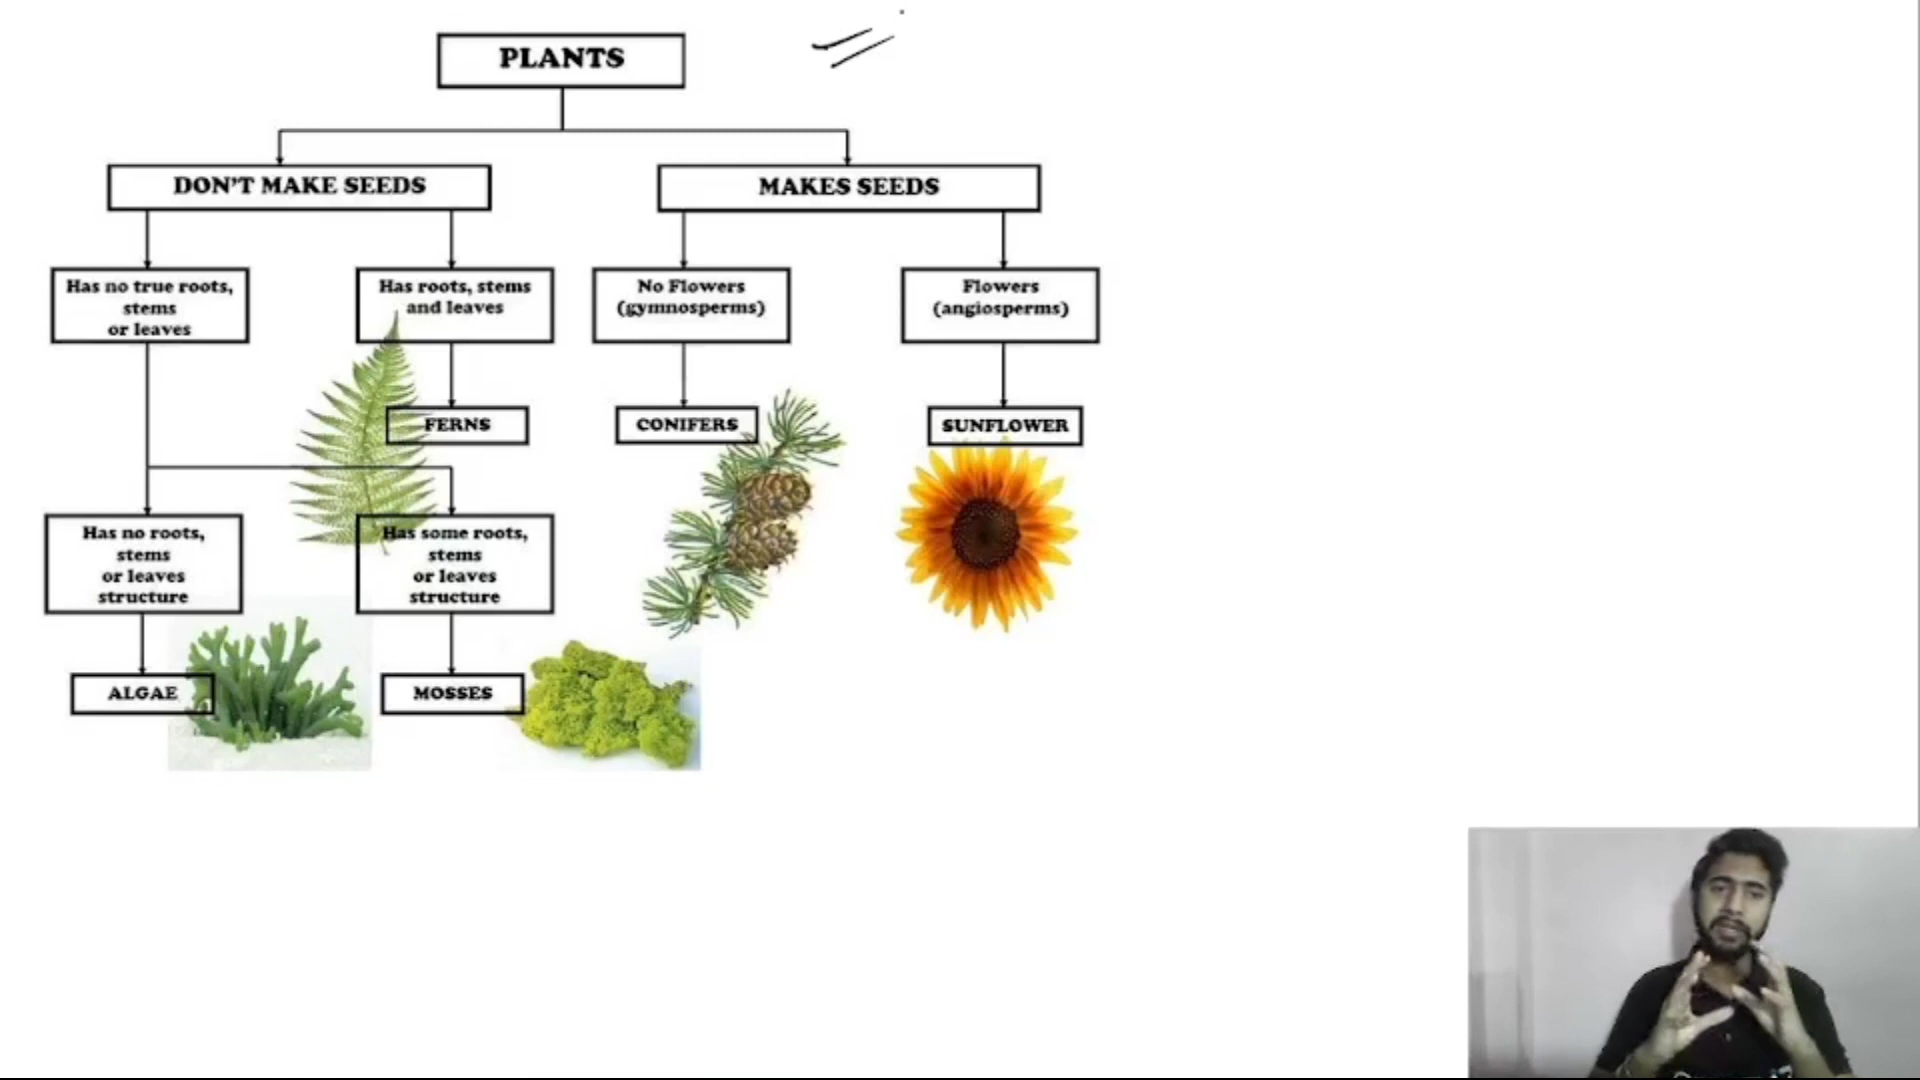 PLANTS
DON'T MAKE SEEDS
MAKES SEEDS
Has no true roots,
stems
or leaves
Has roots, stems
and leaves
No Flowers
(gymnosperms)
Flowers
(angiosperms)
FERNS
CONIFERS
SUNFLOWER
Has no roots,
stems
or leaves
structure
Has some roots,
stems
or leaves
structure
ALGAE
MOSSES